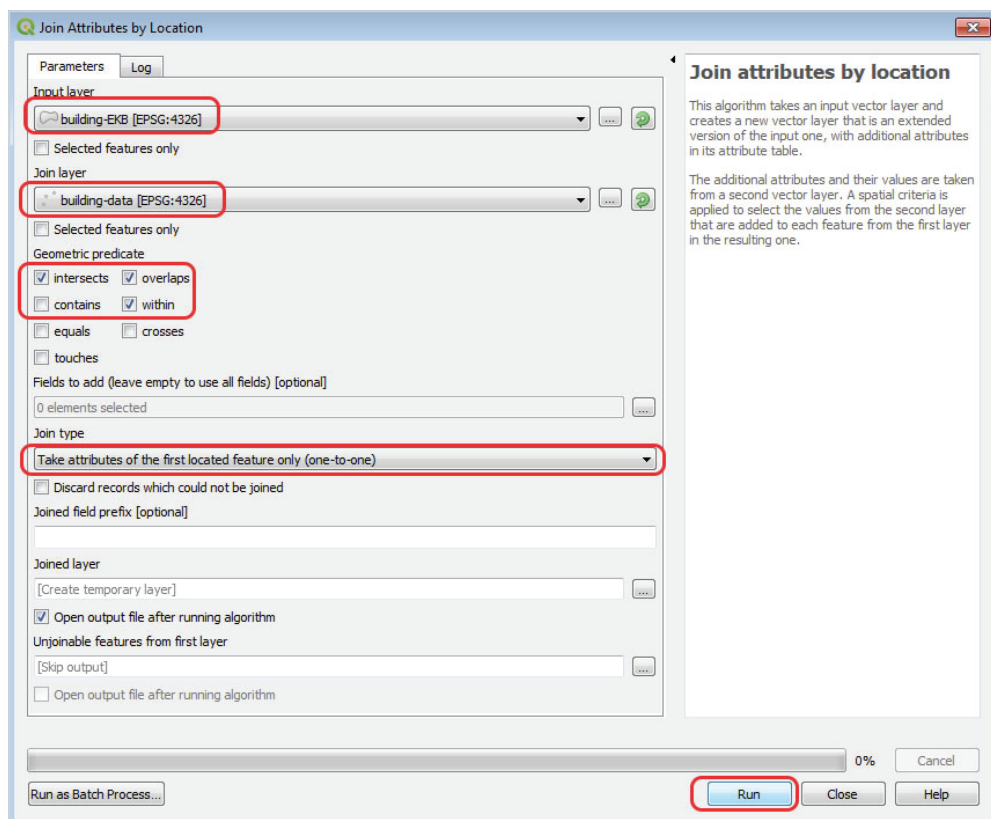 Join Attributes by Location
Parameters
Log
Input layer
building-EKB [EPSG:4326]
...
Selected features only
Join layer
building-data [EPSG:4326]
...
Selected features only
Geometric predicate
intersects overlaps
contains within
equals crosses
touches
Fields to add (leave empty to use all fields) [optional]
0 elements selected
...
Join type
Take attributes of the first located feature only (one-to-one)
Discard records which could not be joined
Joined field prefix [optional]
Joined layer
[Create temporary layer]
...
Open output file after running algorithm
Unjoinable features from first layer
[Skip output]
...
Open output file after running algorithm
Join attributes by location
This algorithm takes an input vector layer and
creates a new vector layer that is an extended
version of the input one, with additional attributes
in its attribute table.
The additional attributes and their values are taken
from a second vector layer. A spatial criteria is
applied to select the values from the second layer
that are added to each feature from the first layer
in the resulting one.
0%
Cancel
Run as Batch Process...
Run
Close
Help